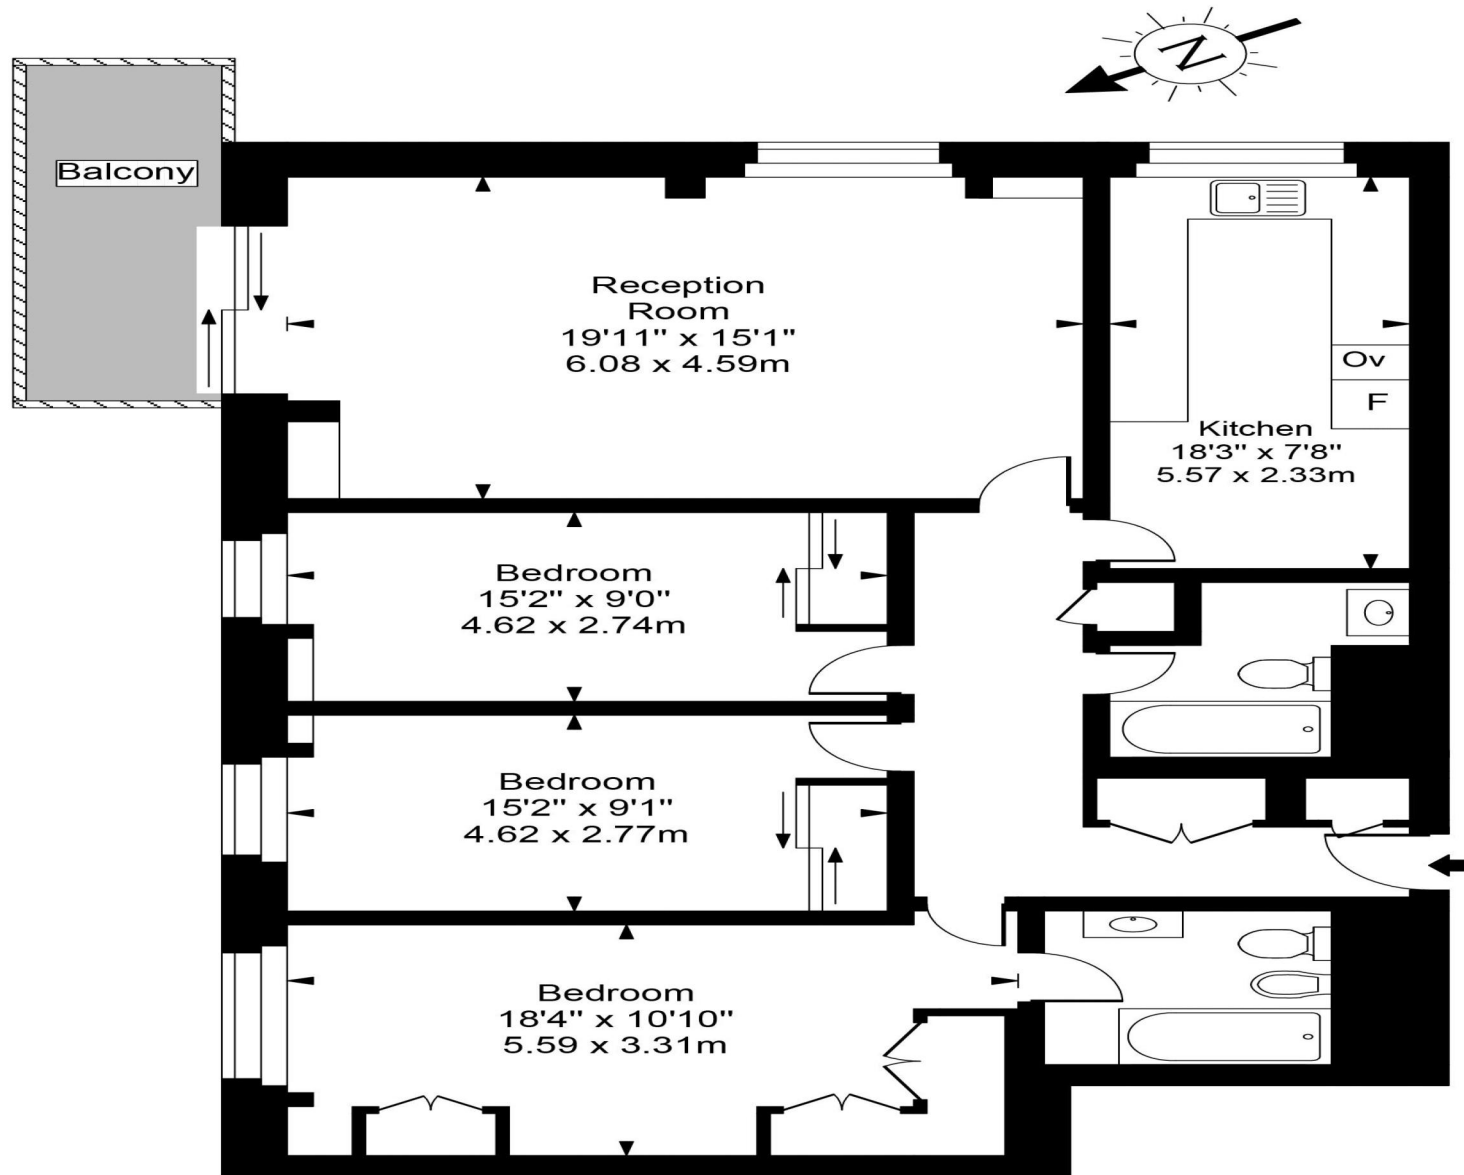 N
Balcony
Reception
Room
19'11" x 15'1"
6.08 x 4.59m
Ov
F
Kitchen
18'3" x 7'8"
5.57 x 2.33m
Bedroom
15'2" x 9'0"
4.62 x 2.74m
Bedroom
15'2" x 9'1"
4.62 x 2.77m
Bedroom
18'4" x 10'10"
5.59 x 3.31m